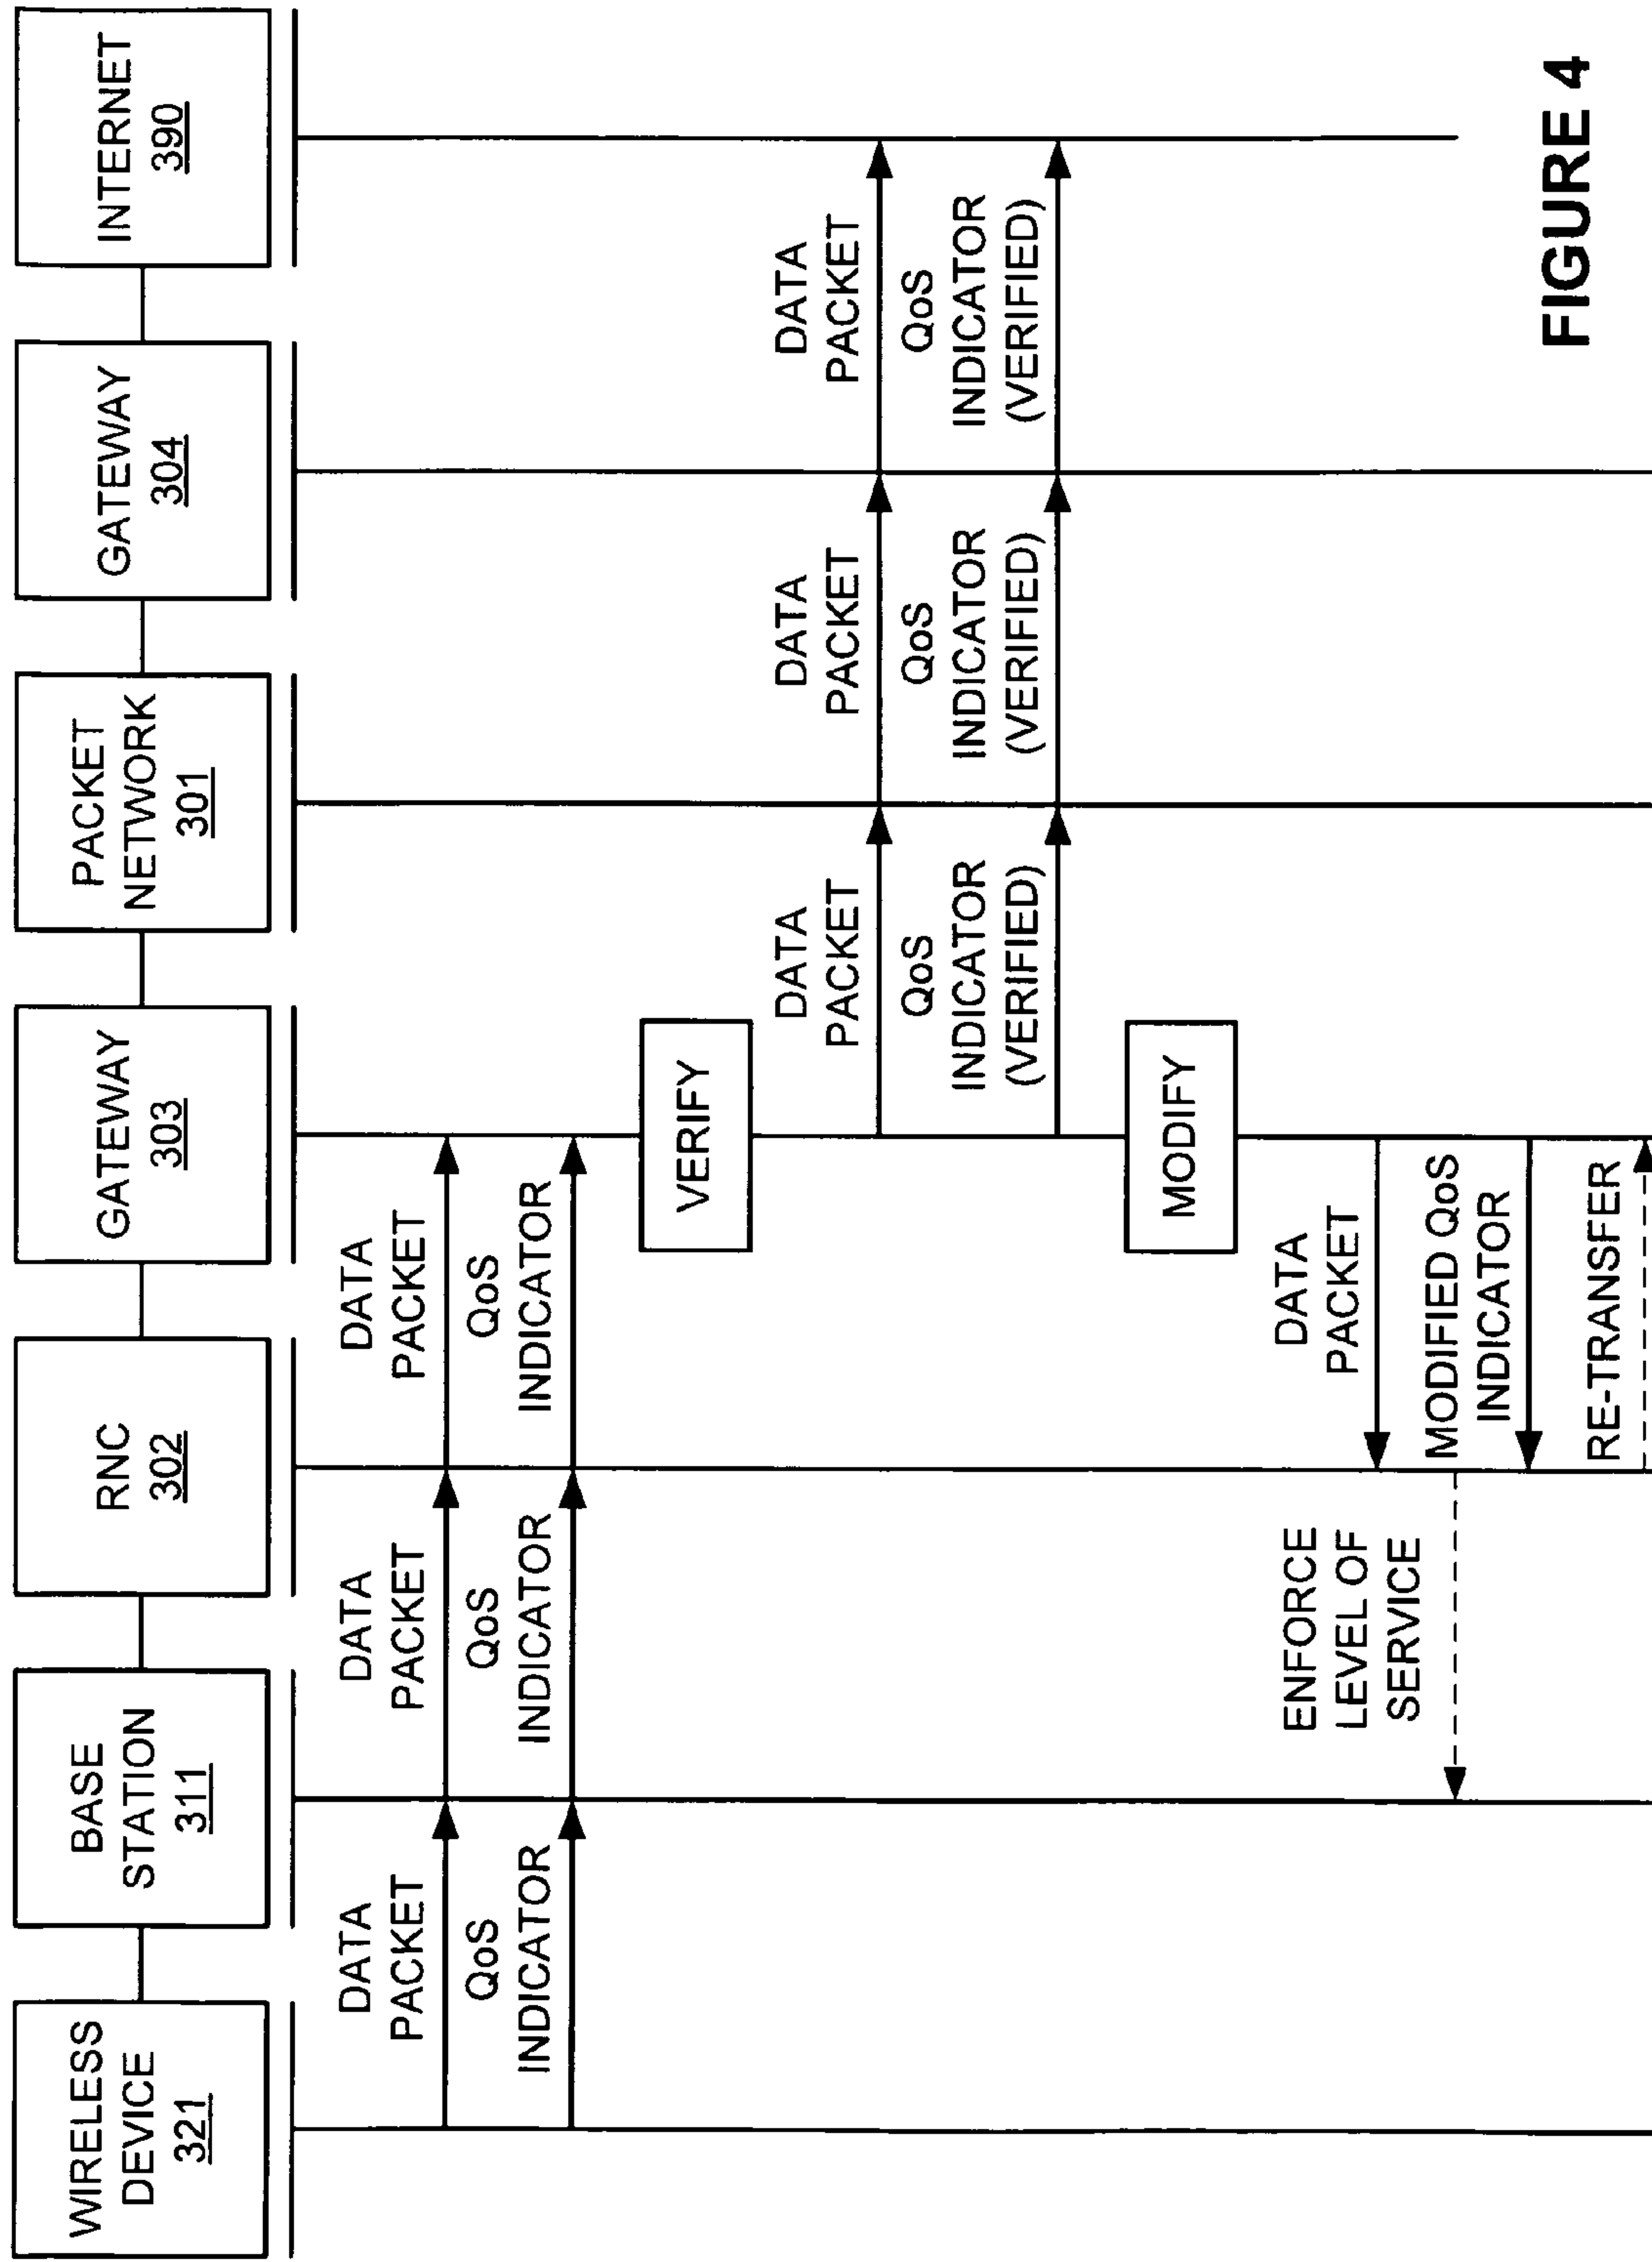 WIRELESS
DEVICE
321
BASE
STATION
311
RNC
302
GATEWAY
303
PACKET
NETWORK
301
GATEWAY
304
INTERNET
390
DATA
PACKET
DATA
PACKET
DATA
PACKET
QoS
INDICATOR
QoS
INDICATOR
QoS
INDICATOR
VERIFY
DATA
PACKET
DATA
PACKET
DATA
PACKET
QoS
INDICATOR
(VERIFIED)
QoS
INDICATOR
(VERIFIED)
QoS
INDICATOR
(VERIFIED)
MODIFY
DATA
PACKET
ENFORCE
LEVEL OF
SERVICE
MODIFIED QoS
INDICATOR
RE-TRANSFER
FIGURE 4